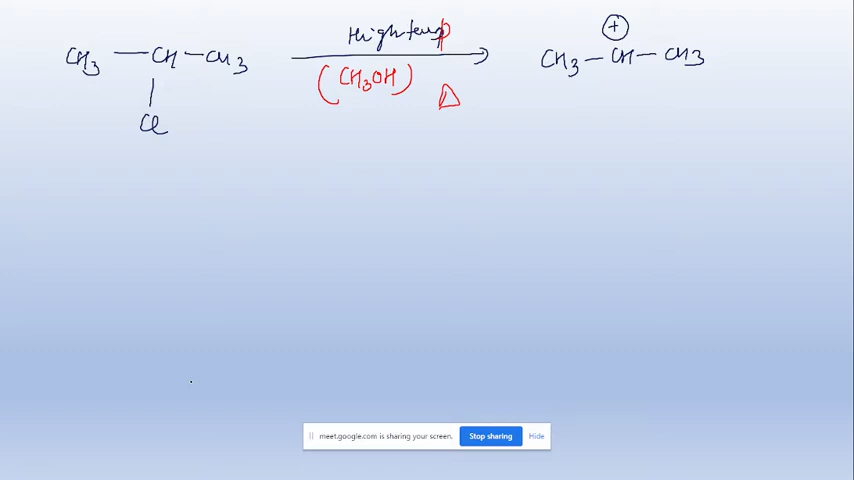 High temp
CH3 — CH — CH3
Cl
(CH3OH) Δ
⊕
CH3 — CH — CH3
meet.google.com is sharing your screen. Stop sharing Hide